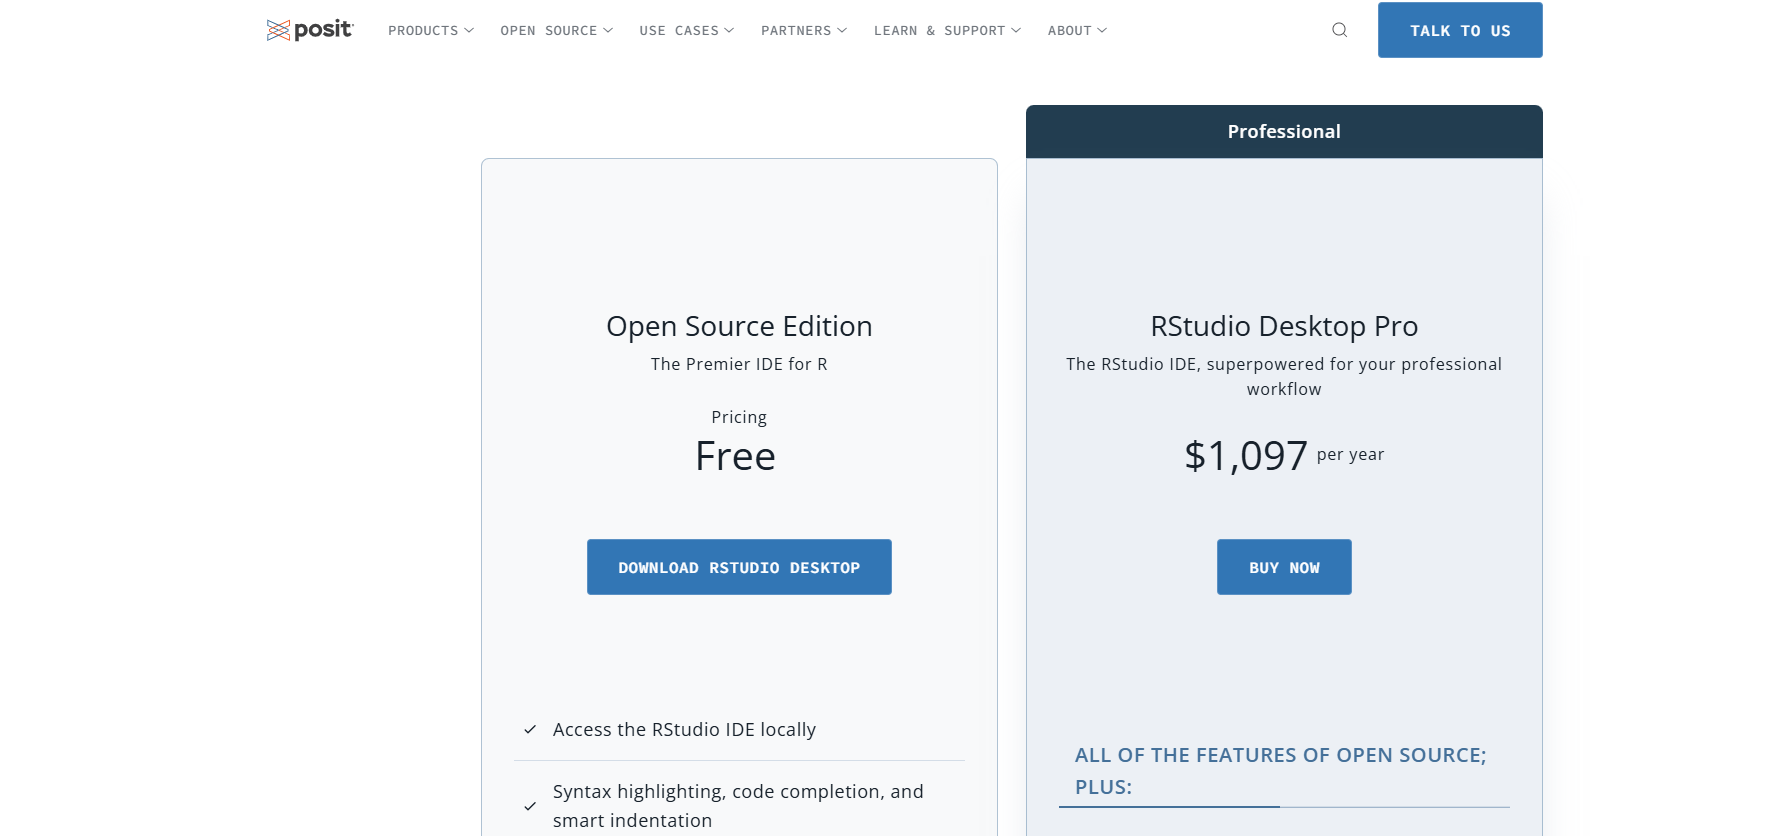 posit
PRODUCTS
OPEN SOURCE
USE CASES
PARTNERS
LEARN & SUPPORT
ABOUT
TALK TO US
Open Source Edition
The Premier IDE for R
Pricing
Free
DOWNLOAD RSTUDIO DESKTOP
Access the RStudio IDE locally
Syntax highlighting, code completion, and
smart indentation
Professional
RStudio Desktop Pro
The RStudio IDE, superpowered for your professional
workflow
$1,097 per year
BUY NOW
ALL OF THE FEATURES OF OPEN SOURCE;
PLUS: